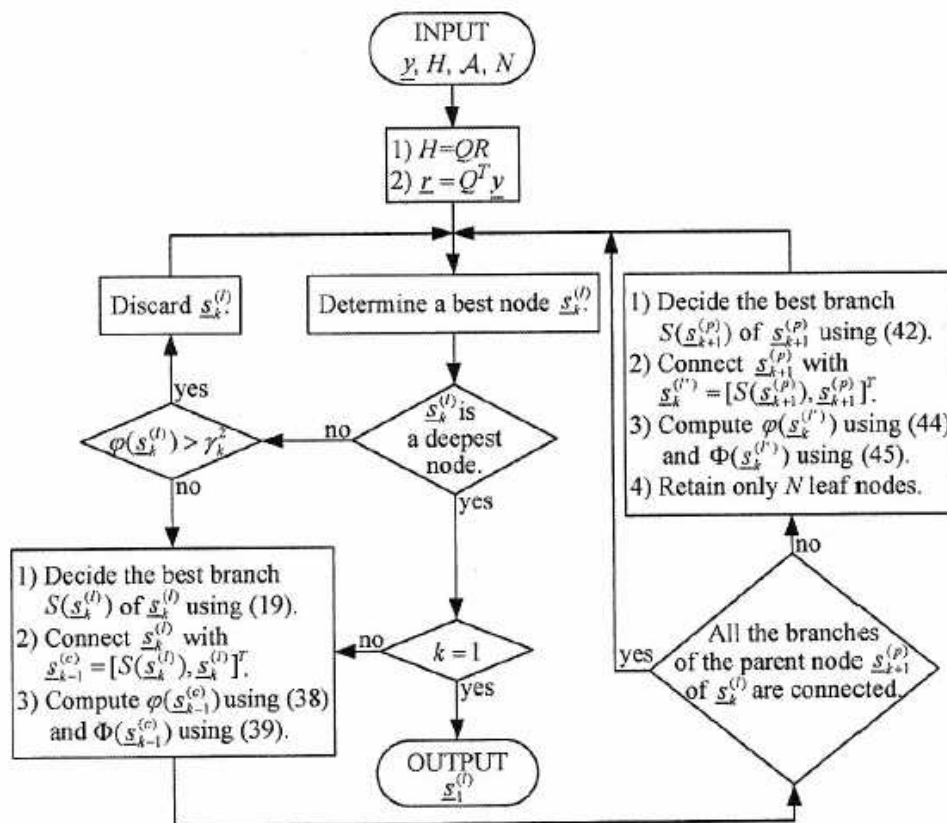 INPUT
y, H, A, N
1) H=QR
2) r = Q^T y
Discard s_k^(l).
Determine a best node s_k^(l).
yes
φ(s_k^(l)) > γ_k^2
no
s_k^(l) is
a deepest
node.
no
yes
1) Decide the best branch
S(s_{k+1}^(p)) of s_{k+1}^(p) using (42).
2) Connect s_{k+1}^(p) with
s_k^(l') = [S(s_{k+1}^(p)), s_{k+1}^(p)]^T.
3) Compute φ(s_k^(l')) using (44)
and Φ(s_k^(l')) using (45).
4) Retain only N leaf nodes.
1) Decide the best branch
S(s_k^(l)) of s_k^(l) using (19).
2) Connect s_k^(l) with
s_{k-1}^(c) = [S(s_k^(l)), s_k^(l)]^T.
3) Compute φ(s_{k-1}^(c)) using (38)
and Φ(s_{k-1}^(c)) using (39).
no
k = 1
yes
OUTPUT
s_1^(l)
no
yes
All the branches
of the parent node s_{k+1}^(p)
of s_k^(l) are connected.